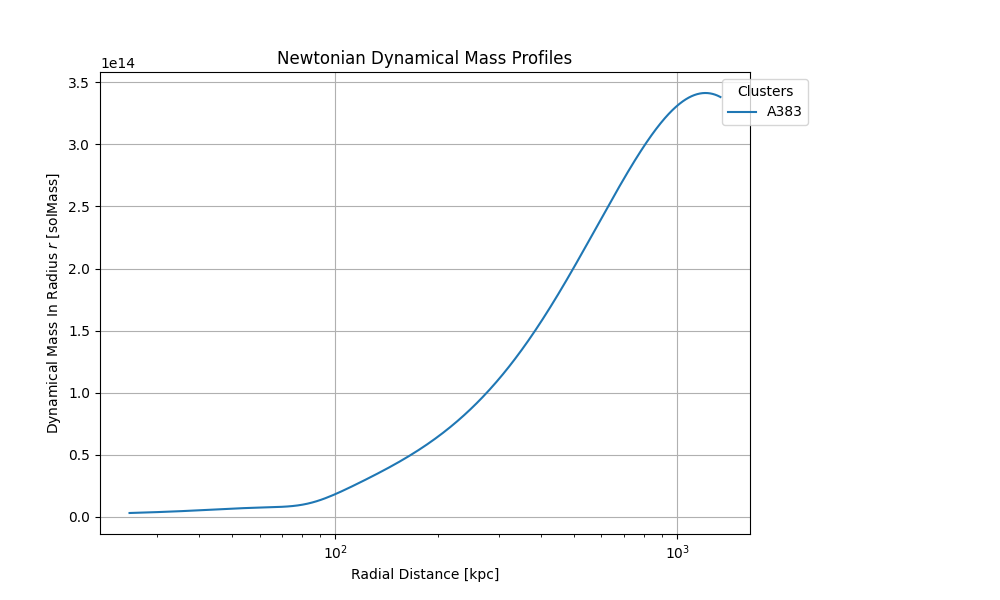 Newtonian Dynamical Mass Profiles
1e14
Clusters
A383
3.5
3.0
2.5
2.0
1.5
1.0
0.5
0.0
Dynamical Mass In Radius r [solMass]
10²
10³
Radial Distance [kpc]